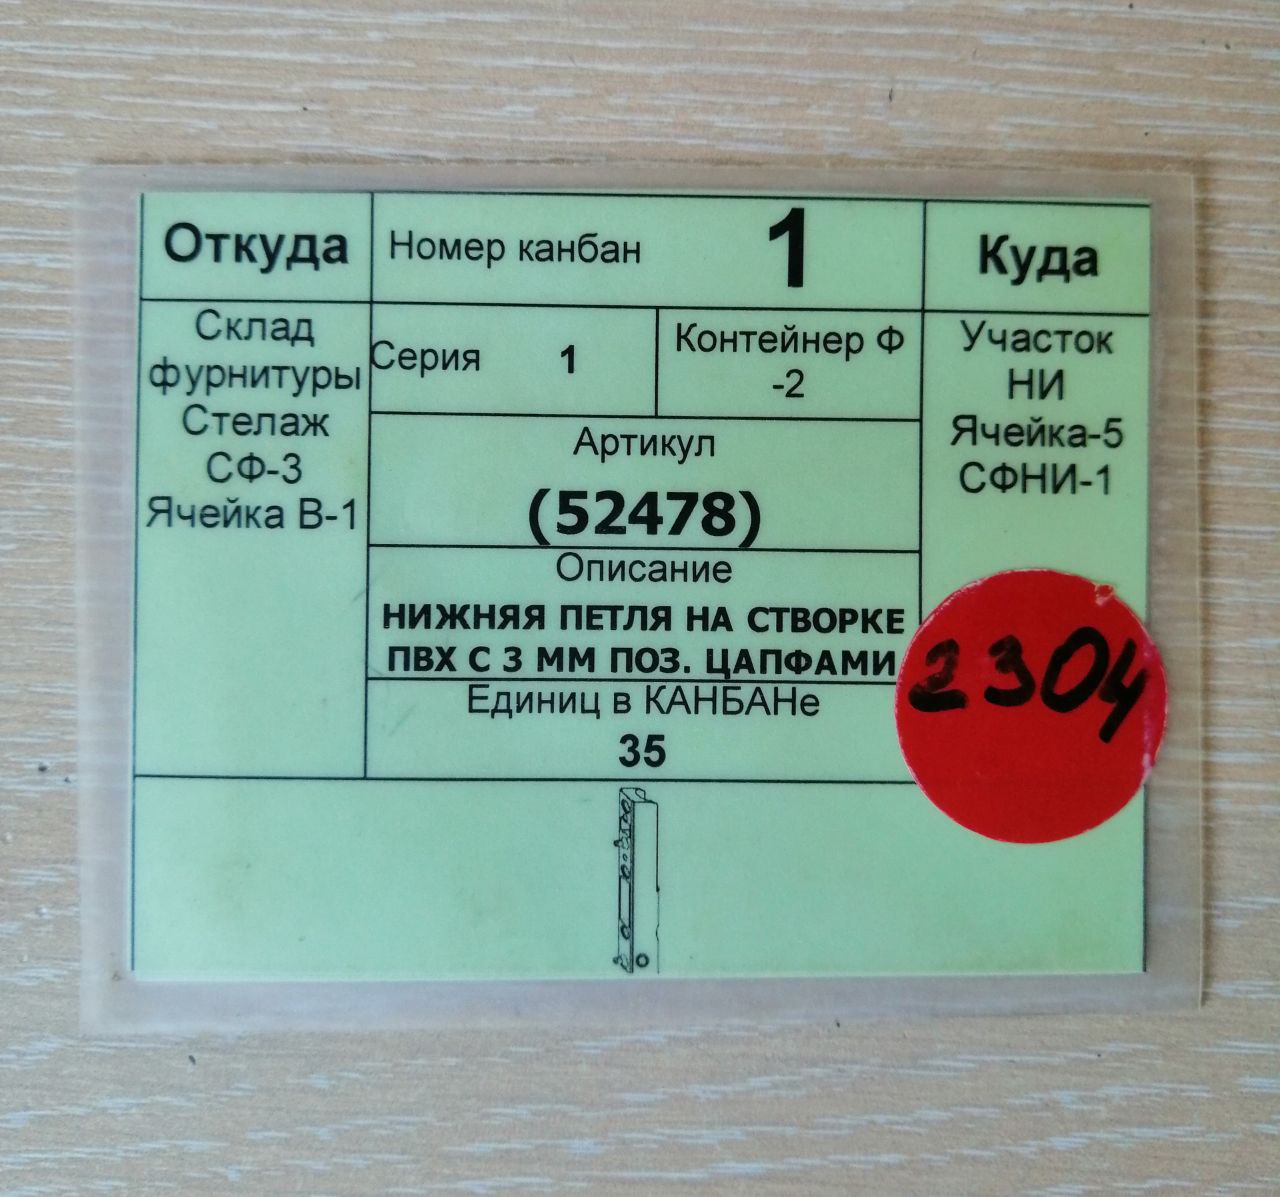 Откуда
Номер канбан 1
Куда
Склад
фурнитуры
Стелаж
СФ-3
Ячейка В-1
Серия 1
Контейнер Ф
-2
Артикул
(52478)
Описание
НИЖНЯЯ ПЕТЛЯ НА СТВОРКЕ
ПВХ С 3 ММ ПОЗ. ЦАПФАМИ
Единиц в КАНБАНе
35
Участок
НИ
Ячейка-5
СФНИ-1
2304